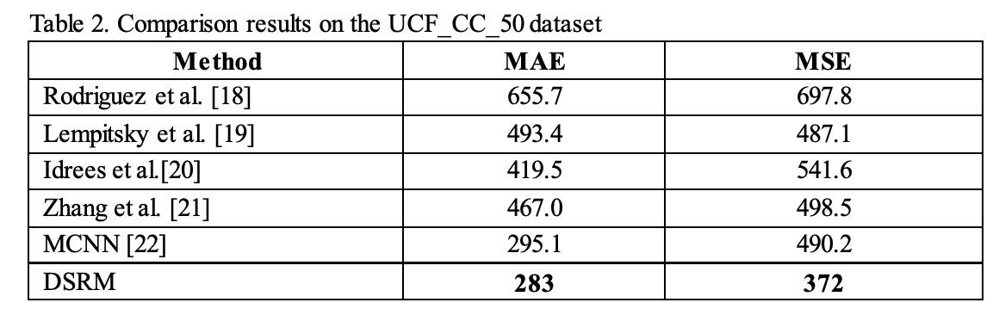 Table 2. Comparison results on the UCF_CC_50 dataset
Method MAE MSE
Rodriguez et al. [18] 655.7 697.8
Lempitsky et al. [19] 493.4 487.1
Idrees et al.[20] 419.5 541.6
Zhang et al. [21] 467.0 498.5
MCNN [22] 295.1 490.2
DSRM 283 372